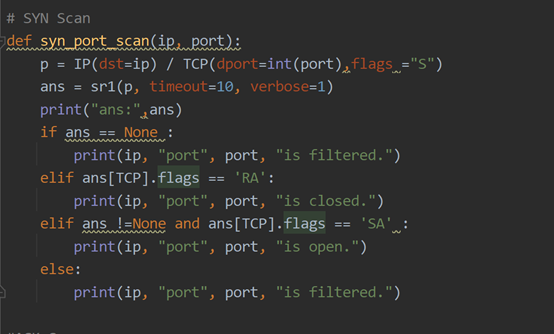 # SYN Scan
def syn_port_scan(ip, port):
    p = IP(dst=ip) / TCP(dport=int(port),flags ="S")
    ans = sr1(p, timeout=10, verbose=1)
    print("ans:",ans)
    if ans == None :
        print(ip, "port", port, "is filtered.")
    elif ans[TCP].flags == 'RA':
        print(ip, "port", port, "is closed.")
    elif ans !=None and ans[TCP].flags == 'SA' :
        print(ip, "port", port, "is open.")
    else:
        print(ip, "port", port, "is filtered.")